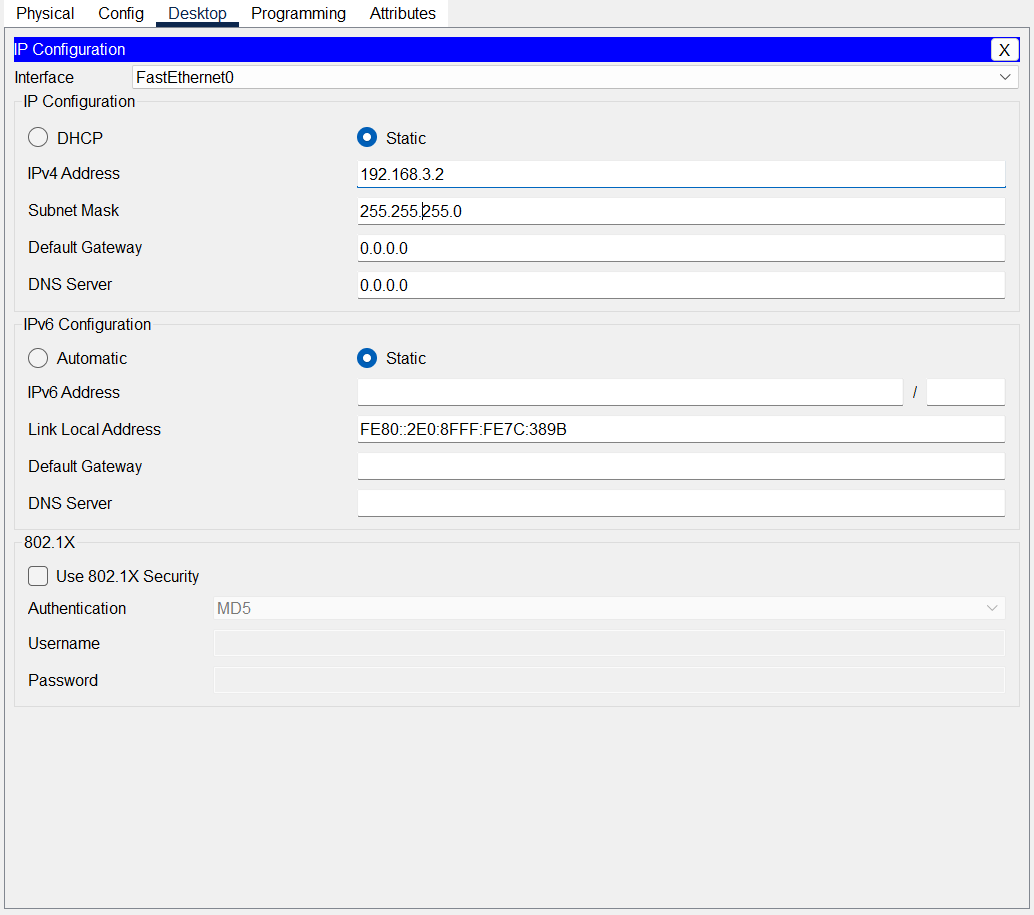 Physical Config Desktop Programming Attributes
IP Configuration X
Interface FastEthernet0
IP Configuration
DHCP Static
IPv4 Address 192.168.3.2
Subnet Mask 255.255.255.0
Default Gateway 0.0.0.0
DNS Server 0.0.0.0
IPv6 Configuration
Automatic Static
IPv6 Address /
Link Local Address FE80::2E0:8FFF:FE7C:389B
Default Gateway
DNS Server
802.1X
Use 802.1X Security
Authentication MD5
Username
Password